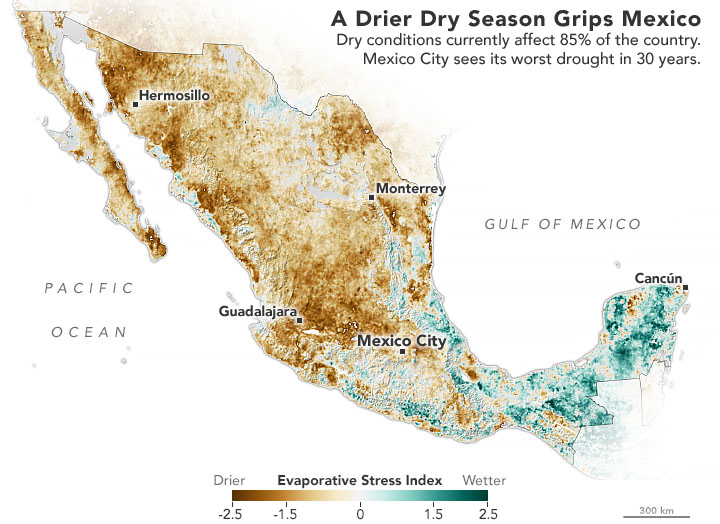 A Drier Dry Season Grips Mexico
Dry conditions currently affect 85% of the country.
Mexico City sees its worst drought in 30 years.
Hermosillo
Monterrey
GULF OF MEXICO
Cancún
PACIFIC
OCEAN
Guadalajara
Mexico City
Drier Evaporative Stress Index Wetter
-2.5 -1.5 0 1.5 2.5
300 km